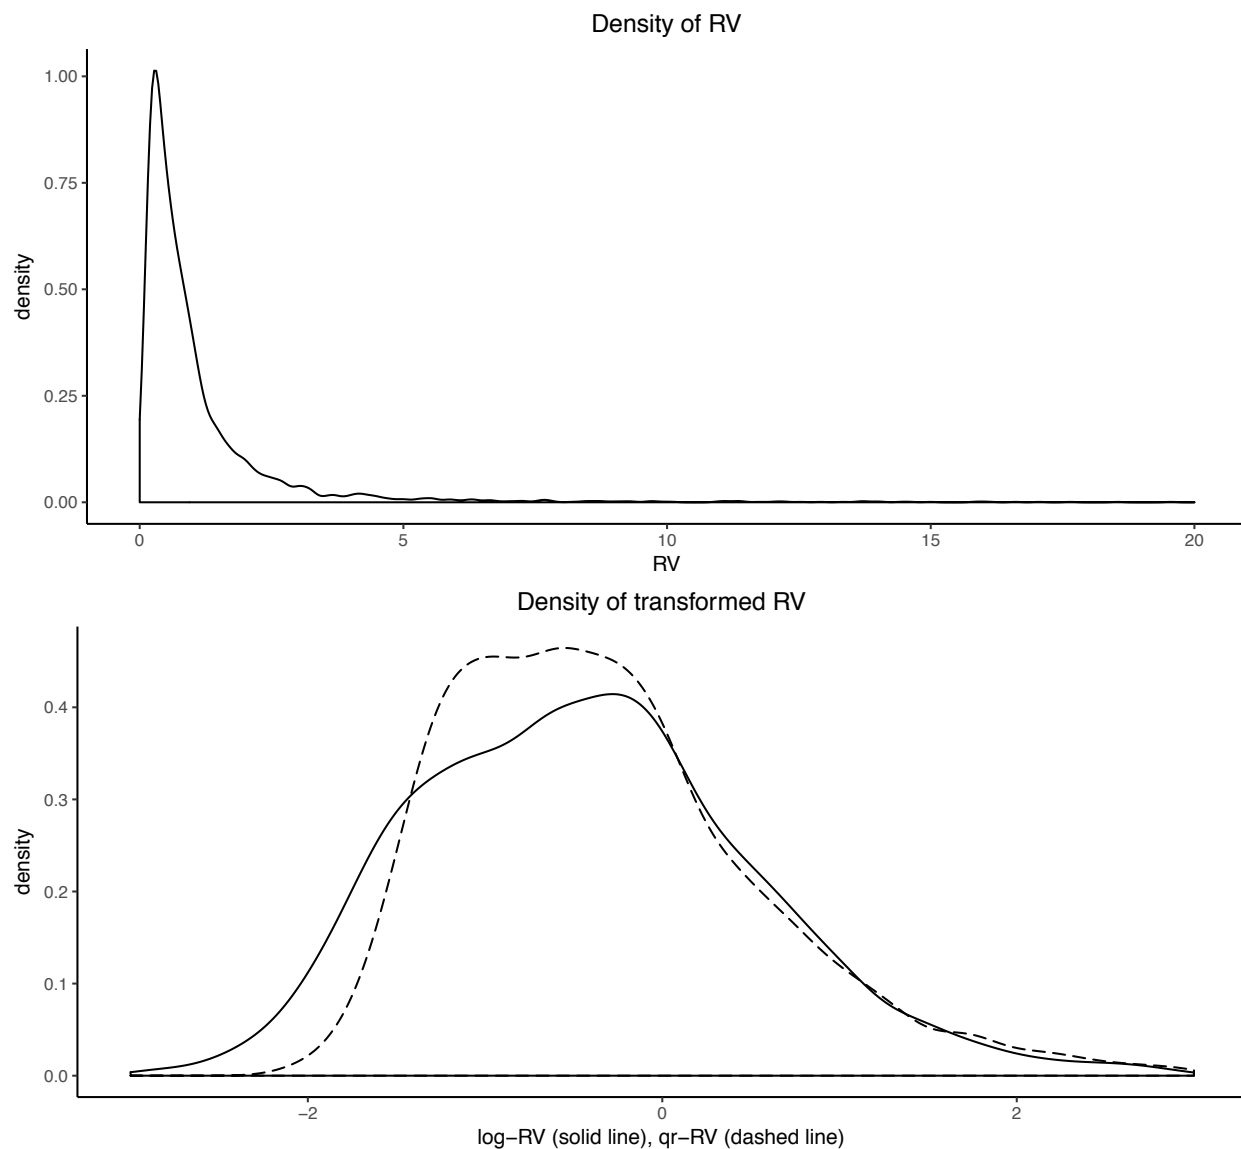 Density of RV
1.00
0.75
0.50
0.25
0.00
density
0 5 10 15 20
RV
Density of transformed RV
0.4
0.3
0.2
0.1
0.0
density
−2 0 2
log−RV (solid line), qr−RV (dashed line)